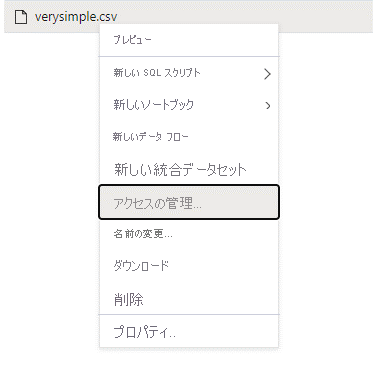 verysimple.csv
プレビュー
新しい SQL スクリプト
新しいノートブック
新しいデータ フロー
新しい統合データセット
アクセスの管理...
名前の変更...
ダウンロード
削除
プロパティ..